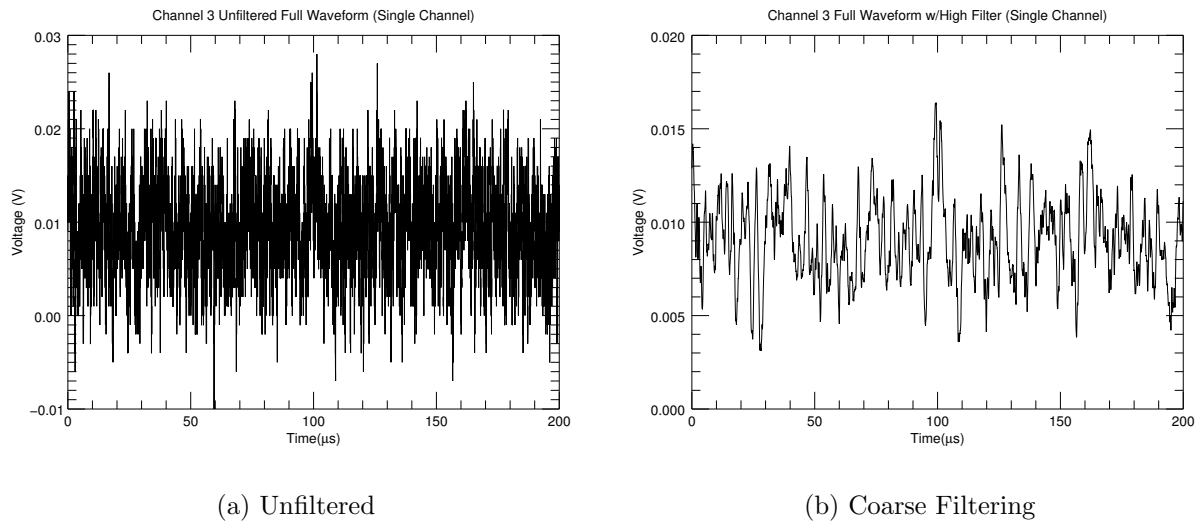 Channel 3 Unfiltered Full Waveform (Single Channel)
0.03
0.02
0.01
0.00
−0.01
Voltage (V)
0
50
100
150
200
Time(μs)
(a) Unfiltered
Channel 3 Full Waveform w/High Filter (Single Channel)
0.020
0.015
0.010
0.005
0.000
Voltage (V)
0
50
100
150
200
Time(μs)
(b) Coarse Filtering